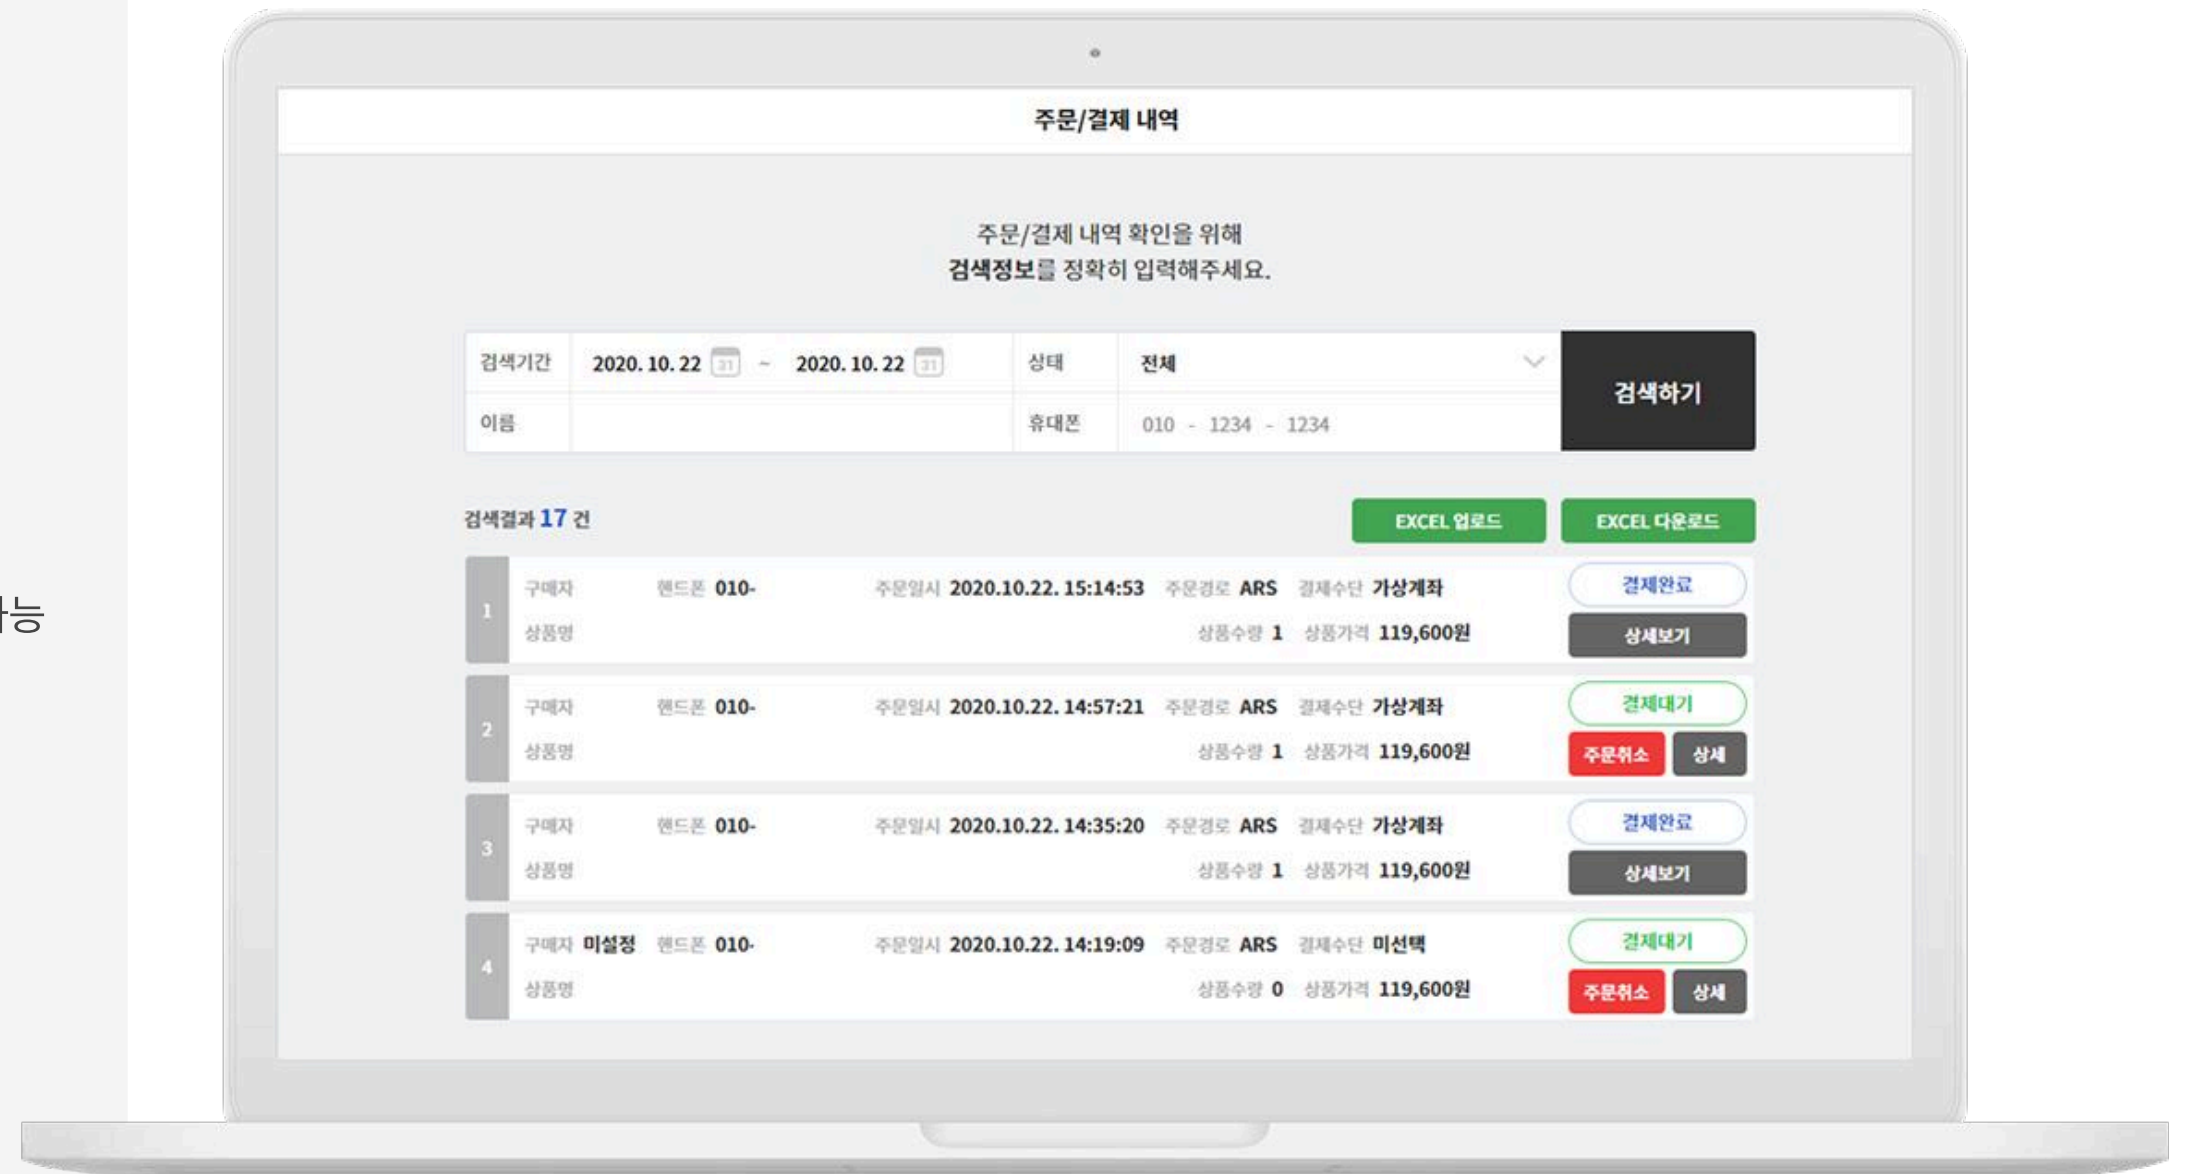 주문/결제 내역
주문/결제 내역 확인을 위해
검색정보를 정확히 입력해주세요.
검색기간 2020. 10. 22 31 ~ 2020. 10. 22 31 상태 전체
검색하기
이름 휴대폰 010 - 1234 - 1234
검색결과 17 건 EXCEL 업로드 EXCEL 다운로드
1 구매자 핸드폰 010- 주문일시 2020.10.22. 15:14:53 주문경로 ARS 결제수단 가상계좌 결제완료
상품명 상품수량 1 상품가격 119,600원 상세보기
2 구매자 핸드폰 010- 주문일시 2020.10.22. 14:57:21 주문경로 ARS 결제수단 가상계좌 결제대기
상품명 상품수량 1 상품가격 119,600원 주문취소 상세
3 구매자 핸드폰 010- 주문일시 2020.10.22. 14:35:20 주문경로 ARS 결제수단 가상계좌 결제완료
상품명 상품수량 1 상품가격 119,600원 상세보기
4 구매자 미설정 핸드폰 010- 주문일시 2020.10.22. 14:19:09 주문경로 ARS 결제수단 미선택 결제대기
상품명 상품수량 0 상품가격 119,600원 주문취소 상세